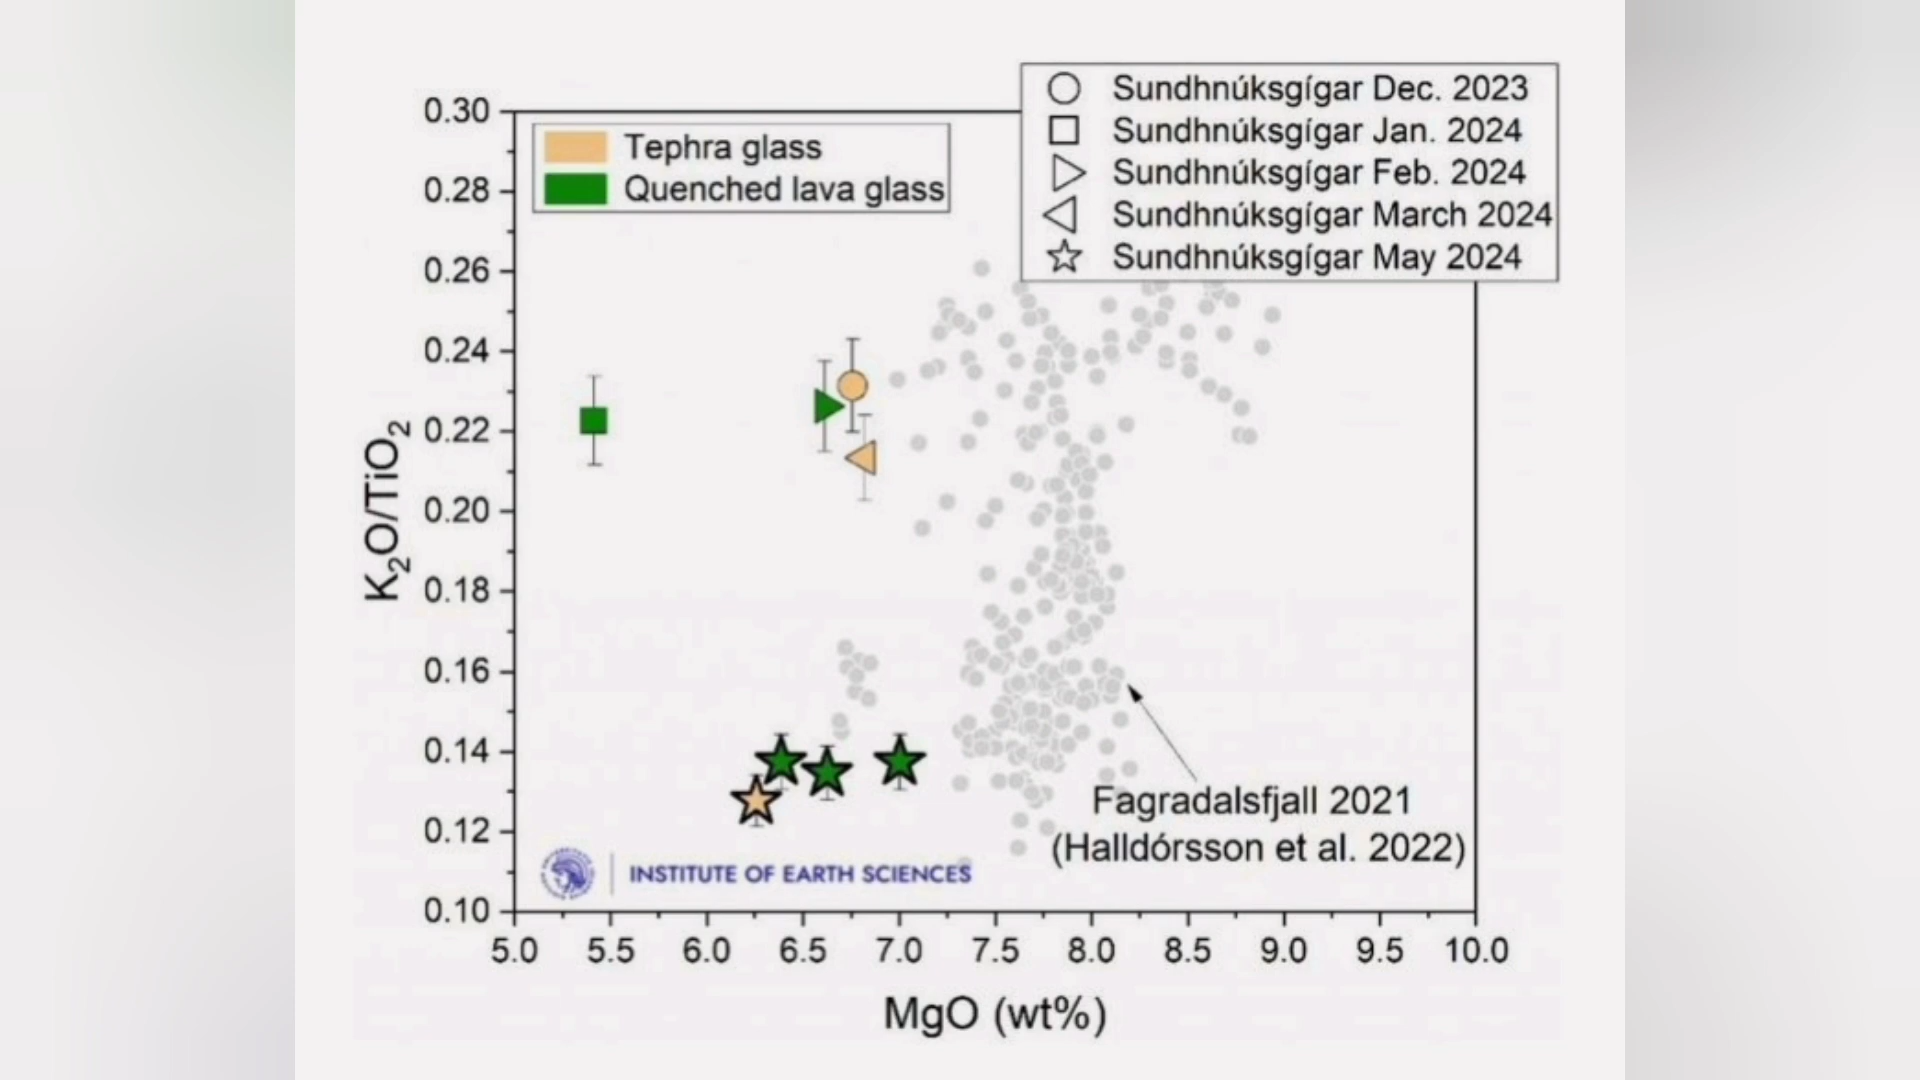 Sundhnúksgígar Dec. 2023
Sundhnúksgígar Jan. 2024
Sundhnúksgígar Feb. 2024
Sundhnúksgígar March 2024
Sundhnúksgígar May 2024
Tephra glass
Quenched lava glass
0.30
0.28
0.26
0.24
0.22
0.20
0.18
0.16
0.14
0.12
0.10
K₂O/TiO₂
Fagradalsfjall 2021
(Halldórsson et al. 2022)
INSTITUTE OF EARTH SCIENCES
5.0 5.5 6.0 6.5 7.0 7.5 8.0 8.5 9.0 9.5 10.0
MgO (wt%)